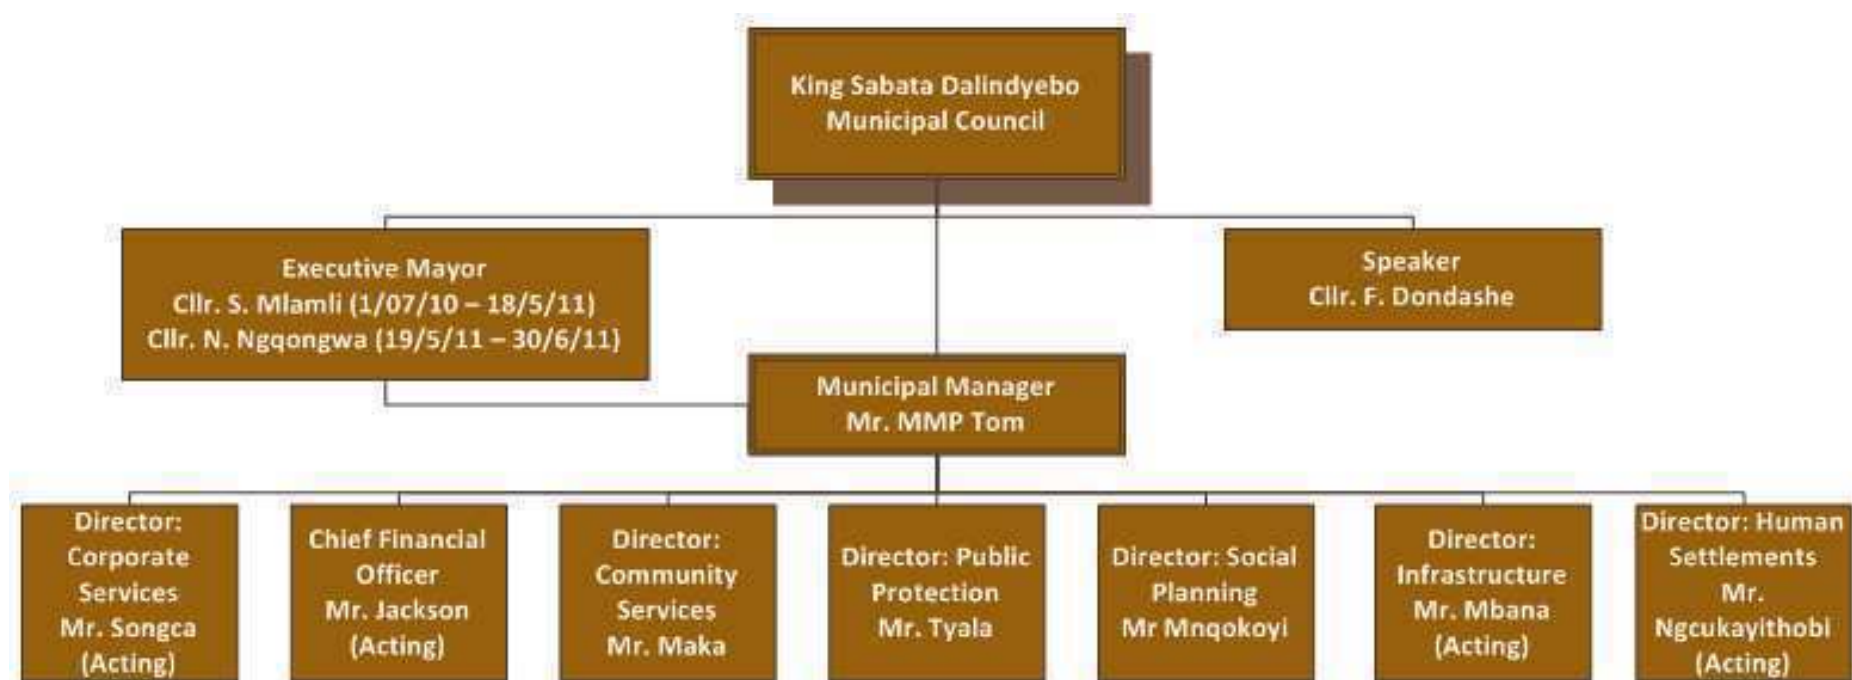 King Sabata Dalindyebo
Municipal Council
Executive Mayor
Cllr. S. Mlamli (1/07/10 – 18/5/11)
Cllr. N. Ngqongwa (19/5/11 – 30/6/11)
Speaker
Cllr. F. Dondashe
Municipal Manager
Mr. MMP Tom
Director:
Corporate
Services
Mr. Songca
(Acting)
Chief Financial
Officer
Mr. Jackson
(Acting)
Director:
Community
Services
Mr. Maka
Director: Public
Protection
Mr. Tyala
Director: Social
Planning
Mr Mnqokoyi
Director:
Infrastructure
Mr. Mbana
(Acting)
Director: Human
Settlements
Mr.
Ngcukayithobi
(Acting)